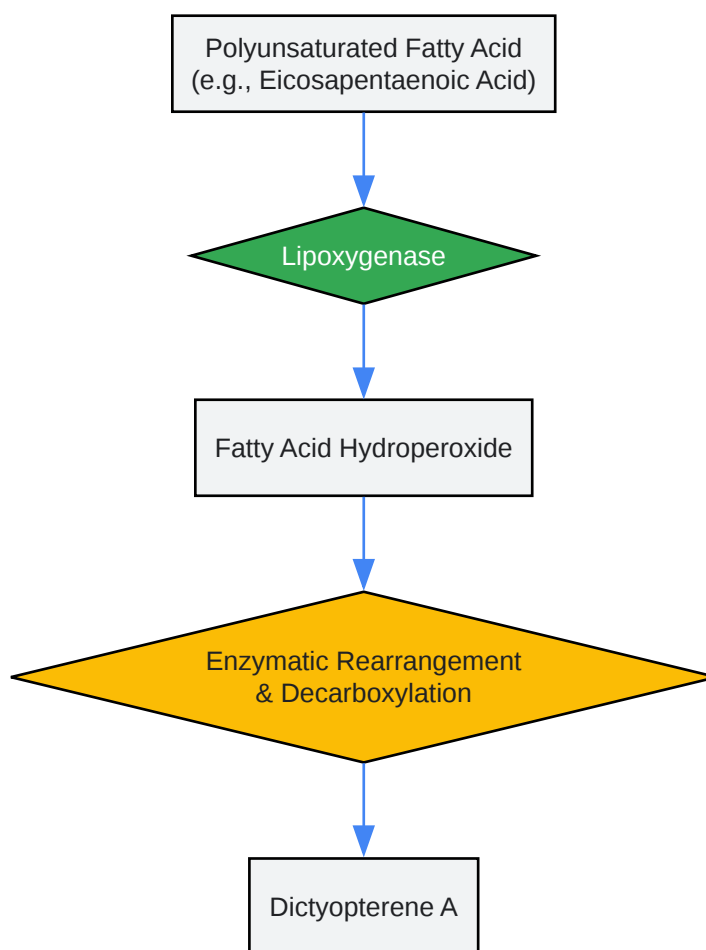 Polyunsaturated Fatty Acid
(e.g., Eicosapentaenoic Acid)
Lipoxygenase
Fatty Acid Hydroperoxide
Enzymatic Rearrangement
& Decarboxylation
Dictyopterene A